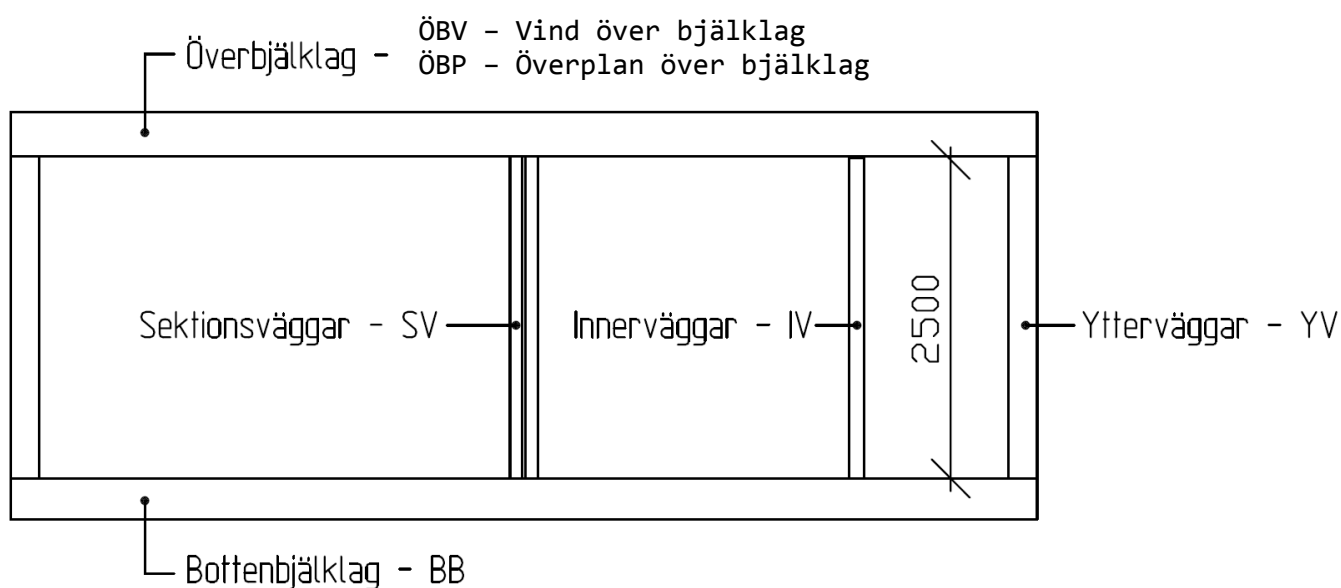 ÖBV – Vind över bjälklag
Överbjälklag -
ÖBP – Överplan över bjälklag
Sektionsväggar - SV
Innerväggar - IV
2500
Ytterväggar - YV
Bottenbjälklag - BB